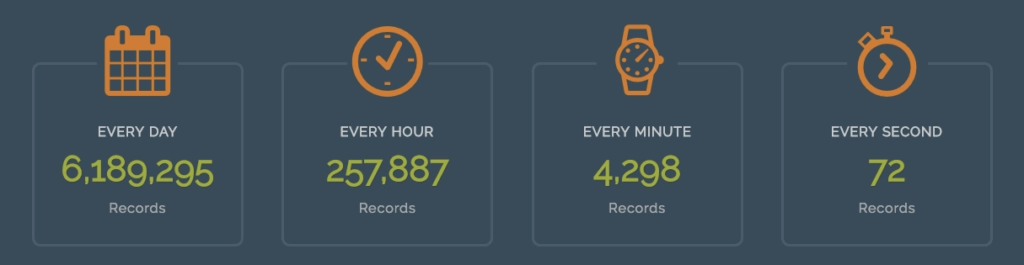 EVERY DAY
6,189,295
Records
EVERY HOUR
257,887
Records
EVERY MINUTE
4,298
Records
EVERY SECOND
72
Records